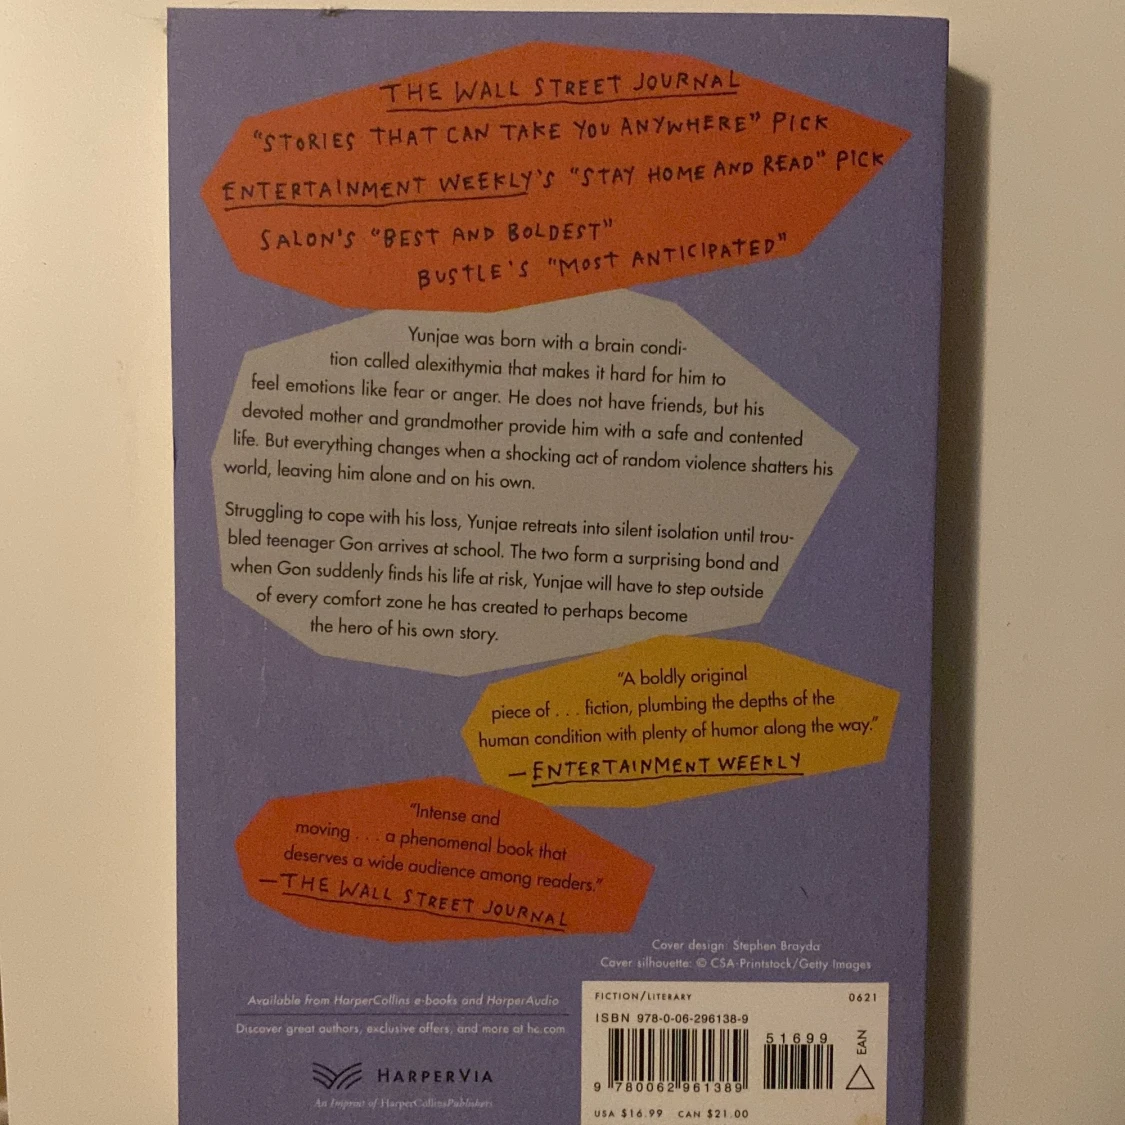 THE WALL STREET JOURNAL
"STORIES THAT CAN TAKE YOU ANYWHERE" PICK
ENTERTAINMENT WEEKLY'S "STAY HOME AND READ" PICK
SALON'S "BEST AND BOLDEST"
BUSTLE'S "MOST ANTICIPATED"
Yunjae was born with a brain condi-
tion called alexithymia that makes it hard for him to
feel emotions like fear or anger. He does not have friends, but his
devoted mother and grandmother provide him with a safe and contented
life. But everything changes when a shocking act of random violence shatters his
world, leaving him alone and on his own.
Struggling to cope with his loss, Yunjae retreats into silent isolation until trou-
bled teenager Gon arrives at school. The two form a surprising bond and
when Gon suddenly finds his life at risk, Yunjae will have to step outside
of every comfort zone he has created to perhaps become
the hero of his own story.
"A boldly original
piece of . . . fiction, plumbing the depths of the
human condition with plenty of humor along the way."
—ENTERTAINMENT WEEKLY
"Intense and
moving . . . a phenomenal book that
deserves a wide audience among readers."
—THE WALL STREET JOURNAL
Cover design: Stephen Brayda
Cover silhouette: © CSA-Printstock/Getty Images
Available from HarperCollins e-books and HarperAudio
Discover great authors, exclusive offers, and more at hc.com
HARPERVIA
An Imprint of HarperCollinsPublishers
FICTION/LITERARY 0621
ISBN 978-0-06-296138-9
51699
EAN
9 780062 961389
USA $16.99 CAN $21.00